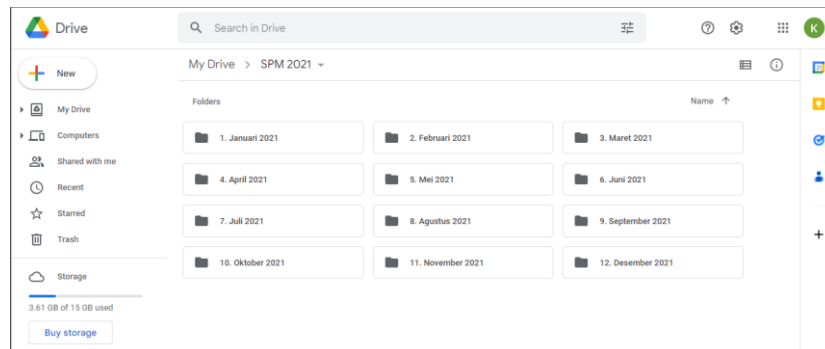 Drive
Search in Drive
K
New
My Drive > SPM 2021
My Drive
Computers
Shared with me
Recent
Starred
Trash
Storage
3.61 GB of 15 GB used
Buy storage
Folders
Name
1. Januari 2021
2. Februari 2021
3. Maret 2021
4. April 2021
5. Mei 2021
6. Juni 2021
7. Juli 2021
8. Agustus 2021
9. September 2021
10. Oktober 2021
11. November 2021
12. Desember 2021